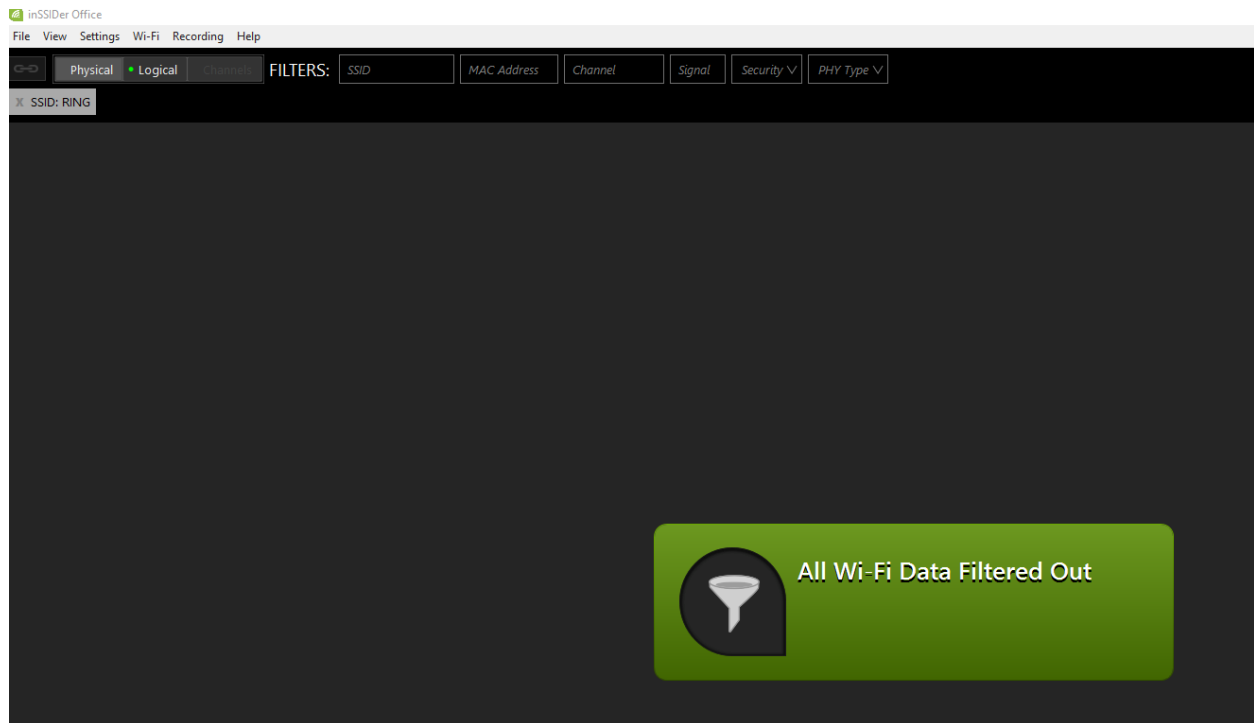 inSSIDer Office
File View Settings Wi-Fi Recording Help
Physical Logical Channels FILTERS: SSID MAC Address Channel Signal Security PHY Type
X SSID: RING
All Wi-Fi Data Filtered Out